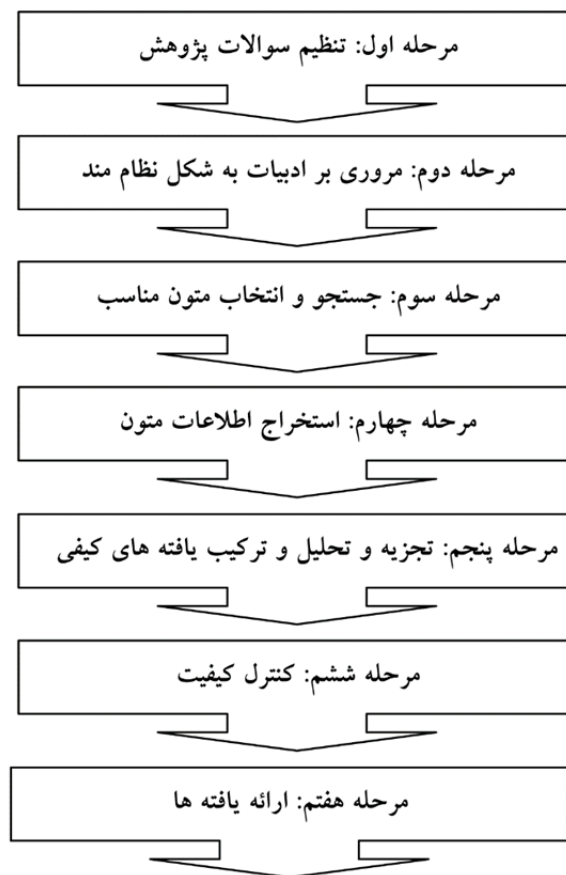 مرحله اول: تنظیم سوالات پژوهش
مرحله دوم: مروری بر ادبیات به شکل نظام مند
مرحله سوم: جستجو و انتخاب متون مناسب
مرحله چهارم: استخراج اطلاعات متون
مرحله پنجم: تجزیه و تحلیل و ترکیب یافته های کیفی
مرحله ششم: کنترل کیفیت
مرحله هفتم: ارائه یافته ها